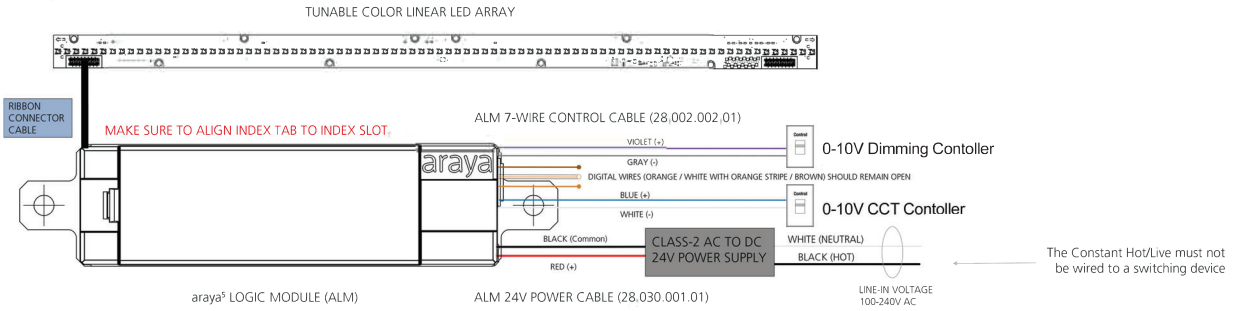 TUNABLE COLOR LINEAR LED ARRAY
RIBBON
CONNECTOR
CABLE
MAKE SURE TO ALIGN INDEX TAB TO INDEX SLOT
ALM 7-WIRE CONTROL CABLE (28.002.002.01)
araya
VIOLET (+)
GRAY (-)
DIGITAL WIRES (ORANGE / WHITE WITH ORANGE STRIPE / BROWN) SHOULD REMAIN OPEN
BLUE (+)
WHITE (-)
Control
0-10V Dimming Contoller
Control
0-10V CCT Contoller
BLACK (Common)
RED (+)
CLASS-2 AC TO DC
24V POWER SUPPLY
WHITE (NEUTRAL)
BLACK (HOT)
The Constant Hot/Live must not
be wired to a switching device
LINE-IN VOLTAGE
100-240V AC
araya⁵ LOGIC MODULE (ALM)
ALM 24V POWER CABLE (28.030.001.01)